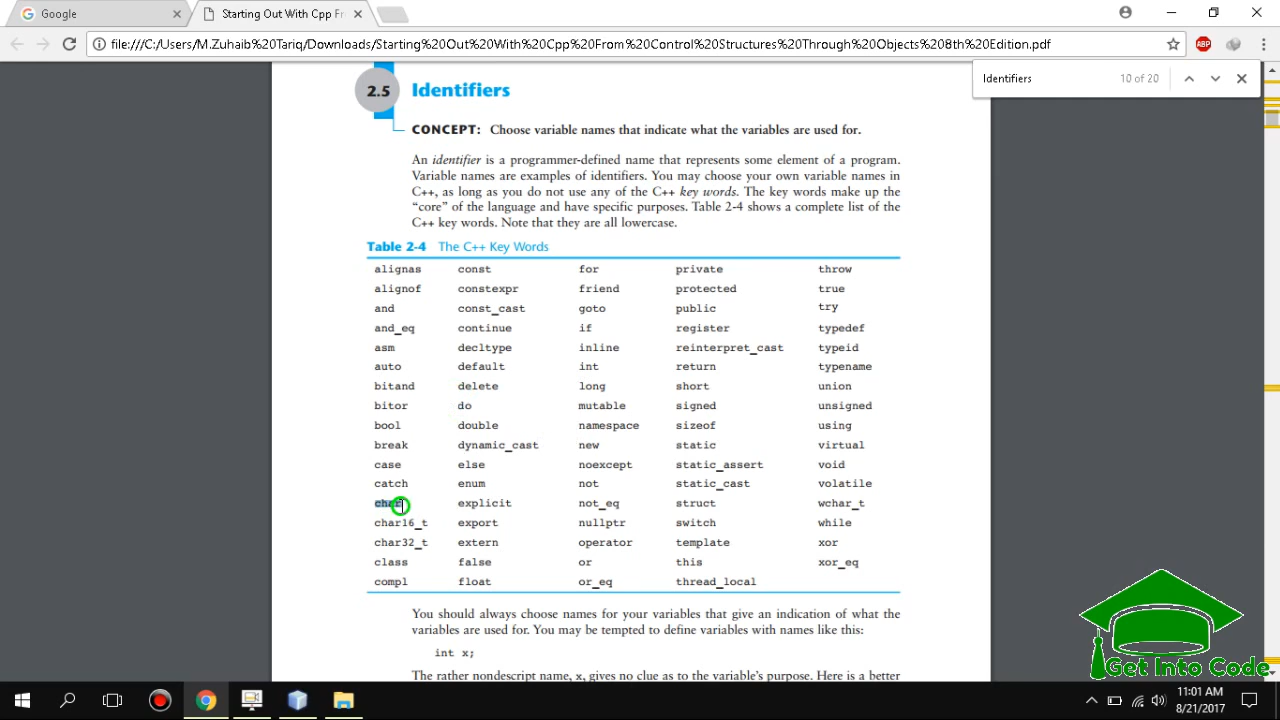 Google
Starting Out With Cpp Fr
file:///C:/Users/M.Zuhaib%20Tariq/Downloads/Starting%20Out%20With%20Cpp%20From%20Control%20Structures%20Through%20Objects%208th%20Edition.pdf
ABP
Identifiers 10 of 20
2.5 Identifiers
CONCEPT: Choose variable names that indicate what the variables are used for.
An identifier is a programmer-defined name that represents some element of a program.
Variable names are examples of identifiers. You may choose your own variable names in
C++, as long as you do not use any of the C++ key words. The key words make up the
“core” of the language and have specific purposes. Table 2-4 shows a complete list of the
C++ key words. Note that they are all lowercase.
Table 2-4 The C++ Key Words
alignas const for private throw
alignof constexpr friend protected true
and const_cast goto public try
and_eq continue if register typedef
asm decltype inline reinterpret_cast typeid
auto default int return typename
bitand delete long short union
bitor do mutable signed unsigned
bool double namespace sizeof using
break dynamic_cast new static virtual
case else noexcept static_assert void
catch enum not static_cast volatile
char explicit not_eq struct wchar_t
char16_t export nullptr switch while
char32_t extern operator template xor
class false or this xor_eq
compl float or_eq thread_local
You should always choose names for your variables that give an indication of what the
variables are used for. You may be tempted to define variables with names like this:
int x;
The rather nondescript name, x, gives no clue as to the variable’s purpose. Here is a better
Get Into Code
11:01 AM
8/21/2017